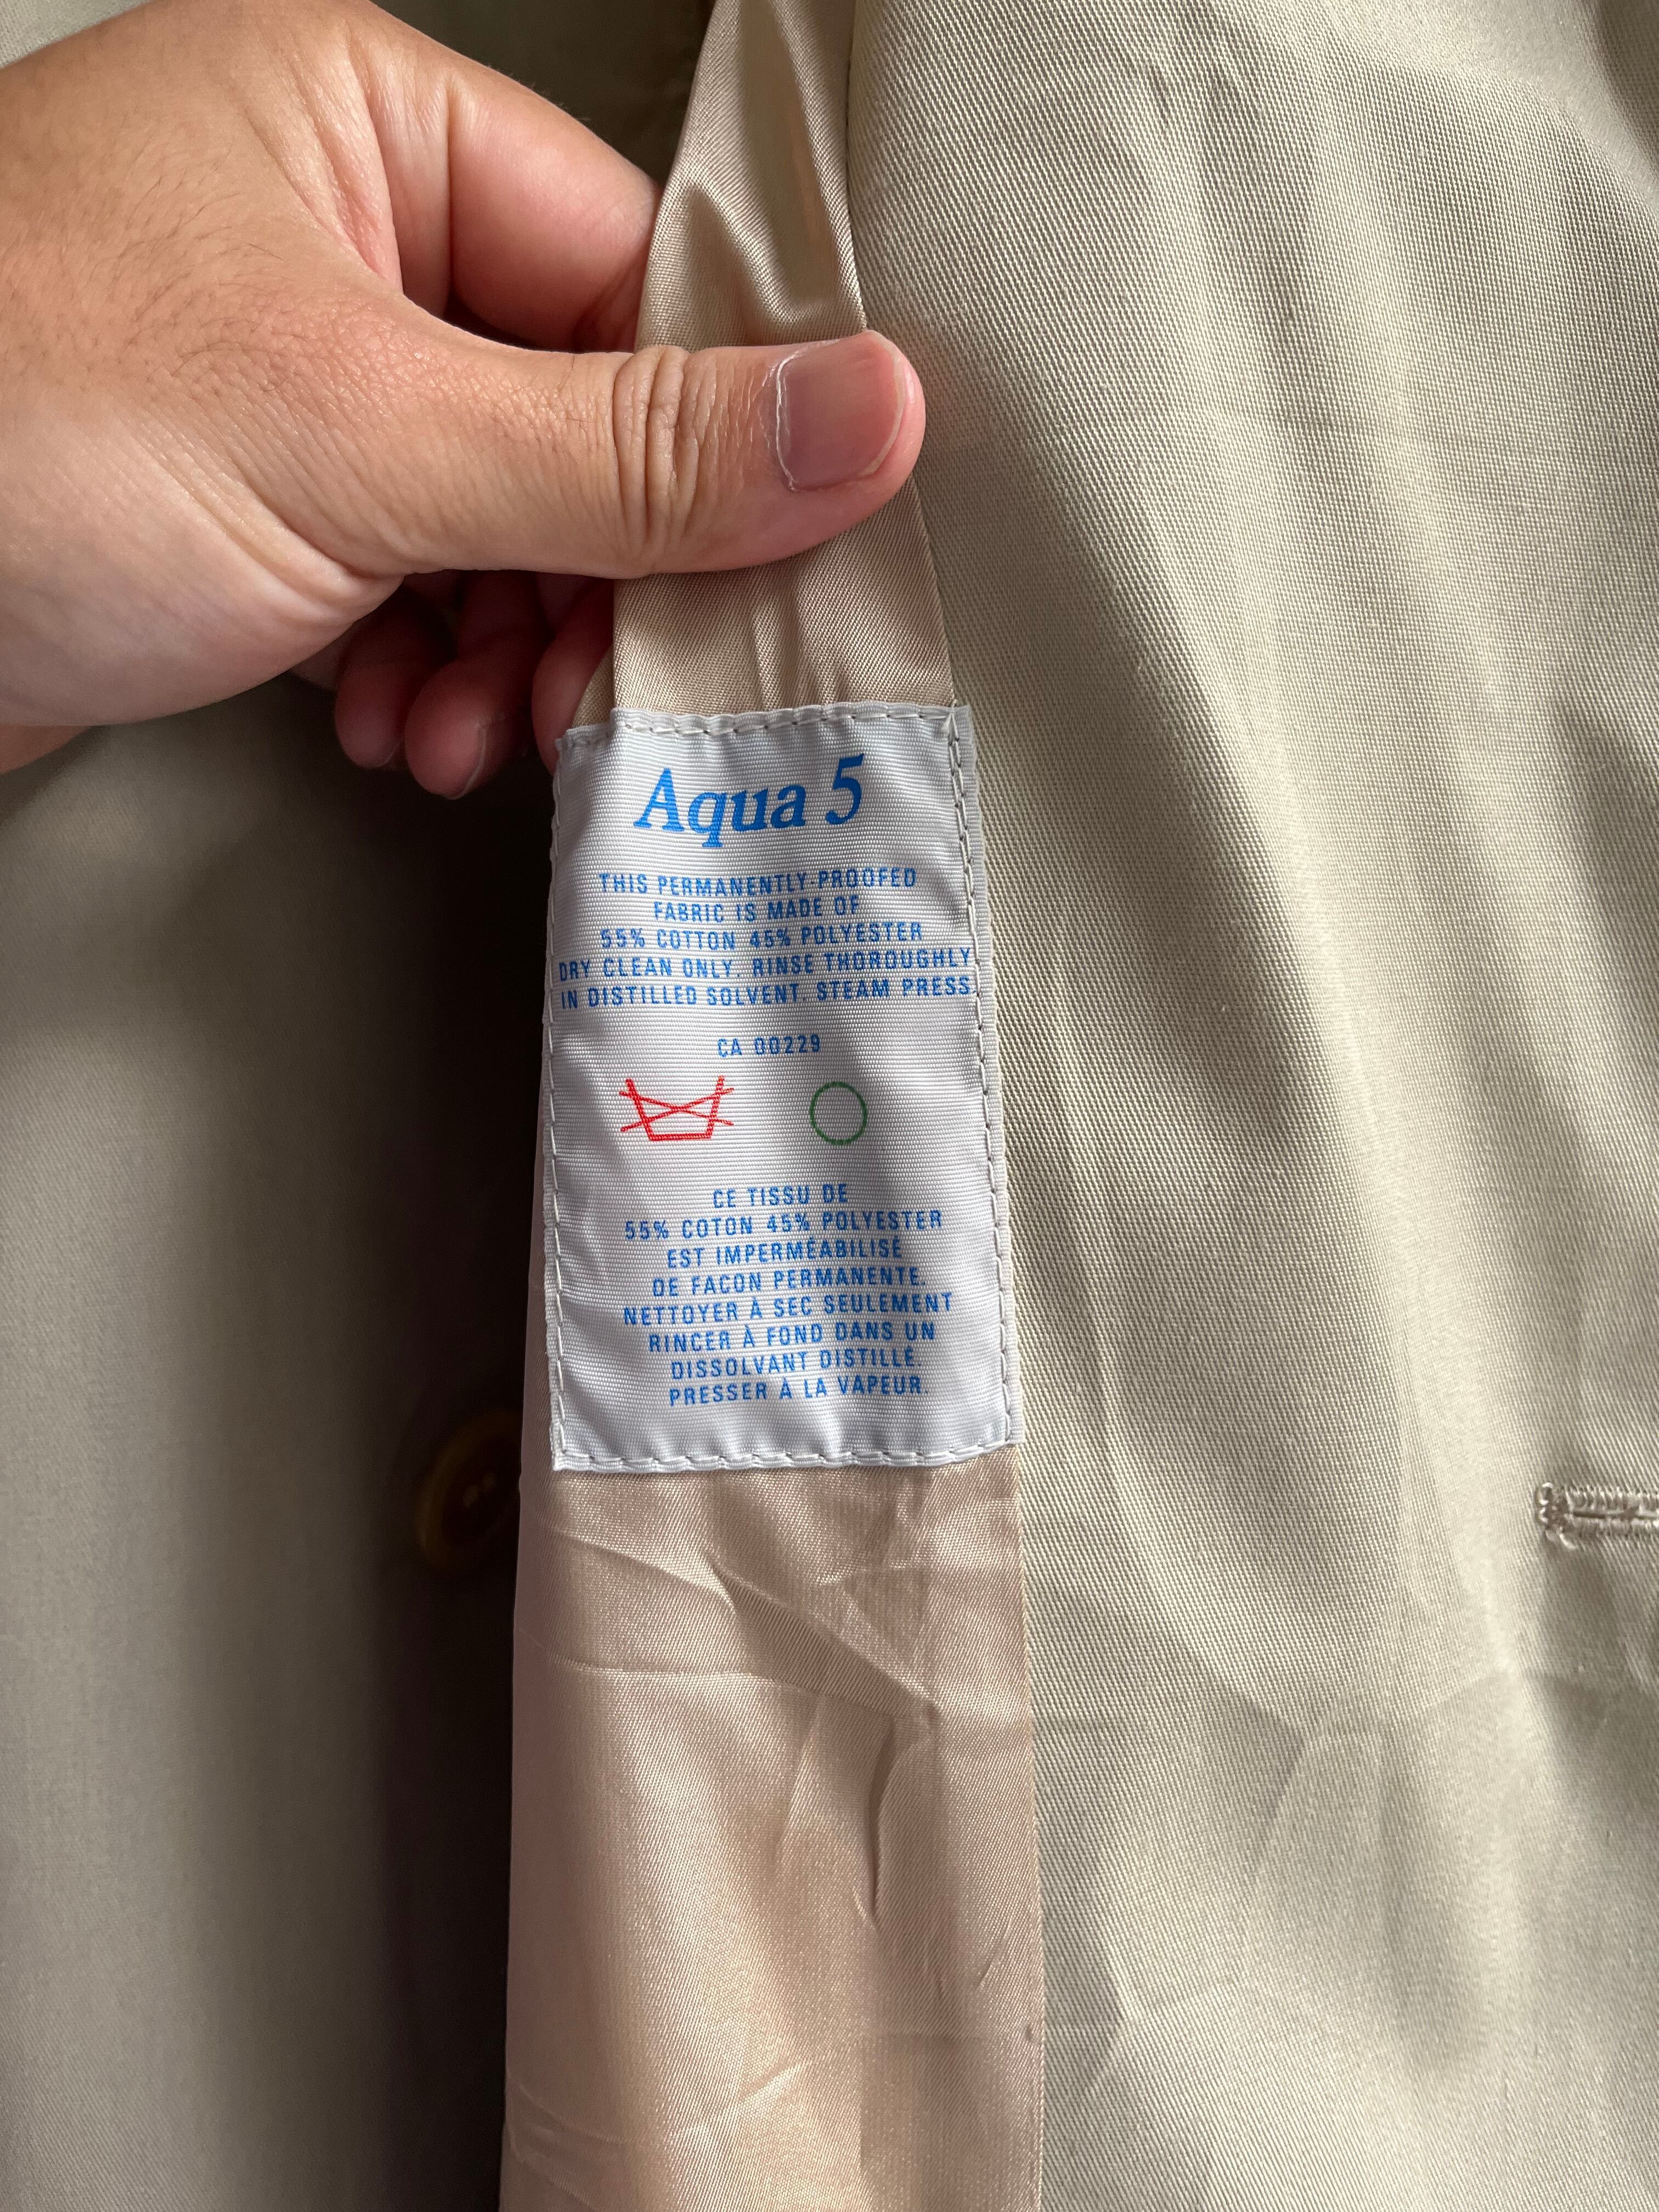 Aqua 5
THIS PERMANENTLY PROOFED
FABRIC IS MADE OF
55% COTTON 45% POLYESTER
DRY CLEAN ONLY. RINSE THOROUGHLY
IN DISTILLED SOLVENT. STEAM PRESS.
CA 00229
CE TISSU DE
55% COTON 45% POLYESTER
EST IMPERMÉABILISÉ
DE FACON PERMANENTE.
NETTOYER À SEC SEULEMENT
RINCER À FOND DANS UN
DISSOLVANT DISTILLÉ.
PRESSER À LA VAPEUR.